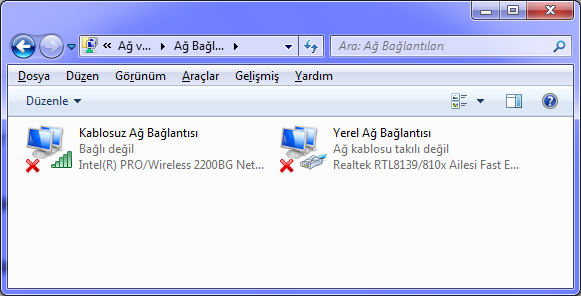 « Ağ v... Ağ Bağl...
Ara: Ağ Bağlantıları
Dosya Düzen Görünüm Araçlar Gelişmiş Yardım
Düzenle
Kablosuz Ağ Bağlantısı
Bağlı değil
Intel(R) PRO/Wireless 2200BG Net...
Yerel Ağ Bağlantısı
Ağ kablosu takılı değil
Realtek RTL8139/810x Ailesi Fast E...